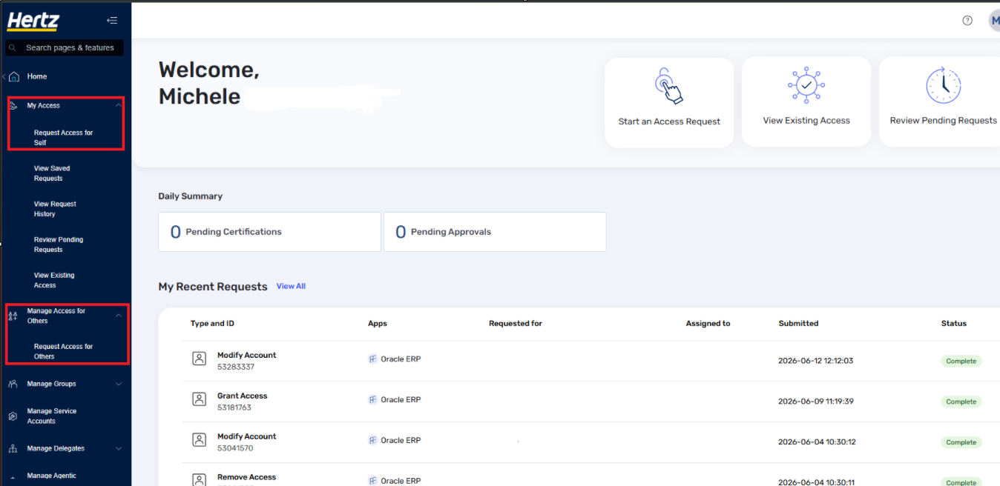 Hertz
Search pages & features
Home
My Access
Request Access for
Self
View Saved
Requests
View Request
History
Review Pending
Requests
View Existing
Access
Manage Access for
Others
Request Access for
Others
Manage Groups
Manage Service
Accounts
Manage Delegates
Manage Agentic
?
M
Welcome,
Michele
Start an Access Request
View Existing Access
Review Pending Requests
Daily Summary
0 Pending Certifications
0 Pending Approvals
My Recent Requests View All
Type and ID Apps Requested for Assigned to Submitted Status
Modify Account
53283337
Oracle ERP
2026-06-12 12:12:03
Complete
Grant Access
53181763
Oracle ERP
2026-06-09 11:19:39
Complete
Modify Account
53041570
Oracle ERP
2026-06-04 10:30:12
Complete
Remove Access
Oracle ERP
2026-06-04 10:30:11
Complete